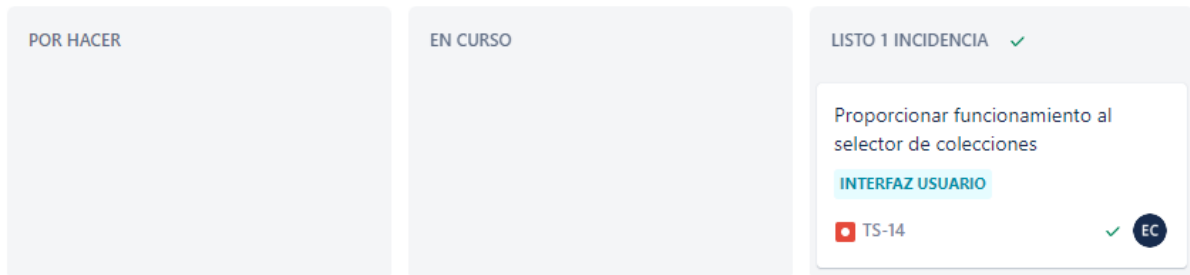 POR HACER
EN CURSO
LISTO 1 INCIDENCIA
Proporcionar funcionamiento al
selector de colecciones
INTERFAZ USUARIO
TS-14
EC